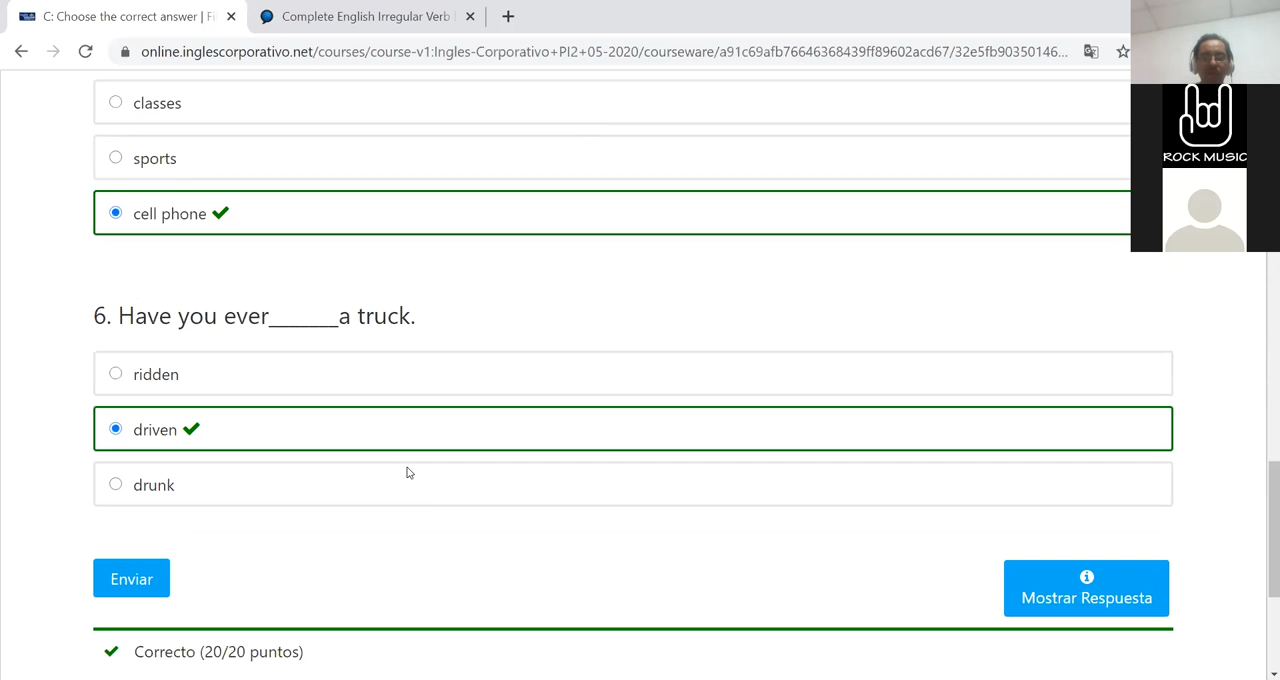 C: Choose the correct answer | Fi
Complete English Irregular Verb
online.inglescorporativo.net/courses/course-v1:Ingles-Corporativo+PI2+05-2020/courseware/a91c69afb76646368439ff89602acd67/32e5fb90350146...
ROCK MUSIC
classes
sports
cell phone
6. Have you ever_______a truck.
ridden
driven
drunk
Enviar
Mostrar Respuesta
Correcto (20/20 puntos)